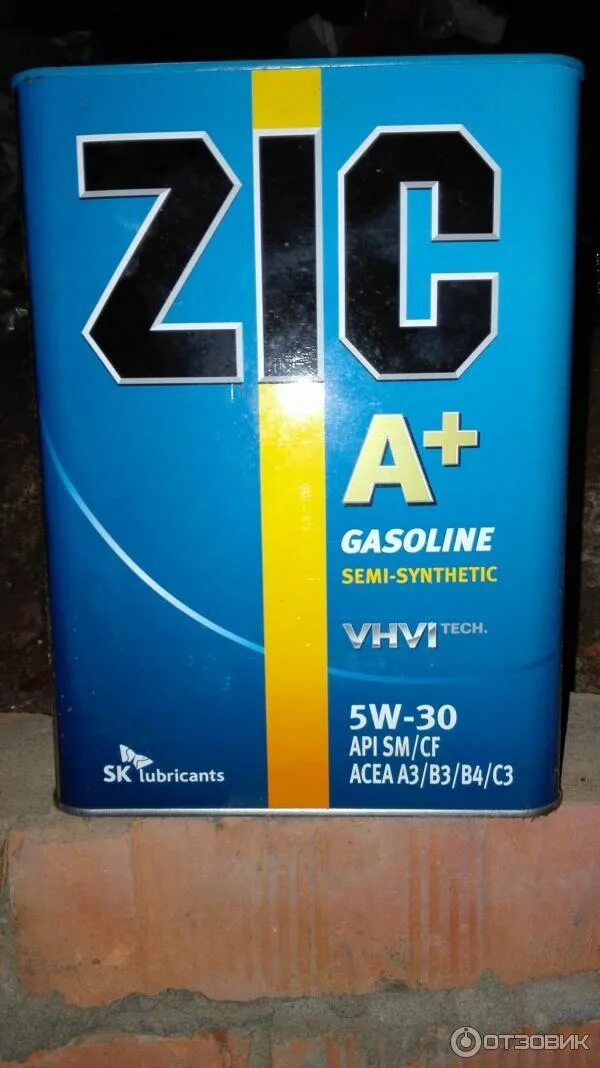 ZIC
A+
GASOLINE
SEMI-SYNTHETIC
VHVI TECH.
5W-30
API SM/CF
ACEA A3/B3/B4/C3
SK lubricants
ОТЗОВИК